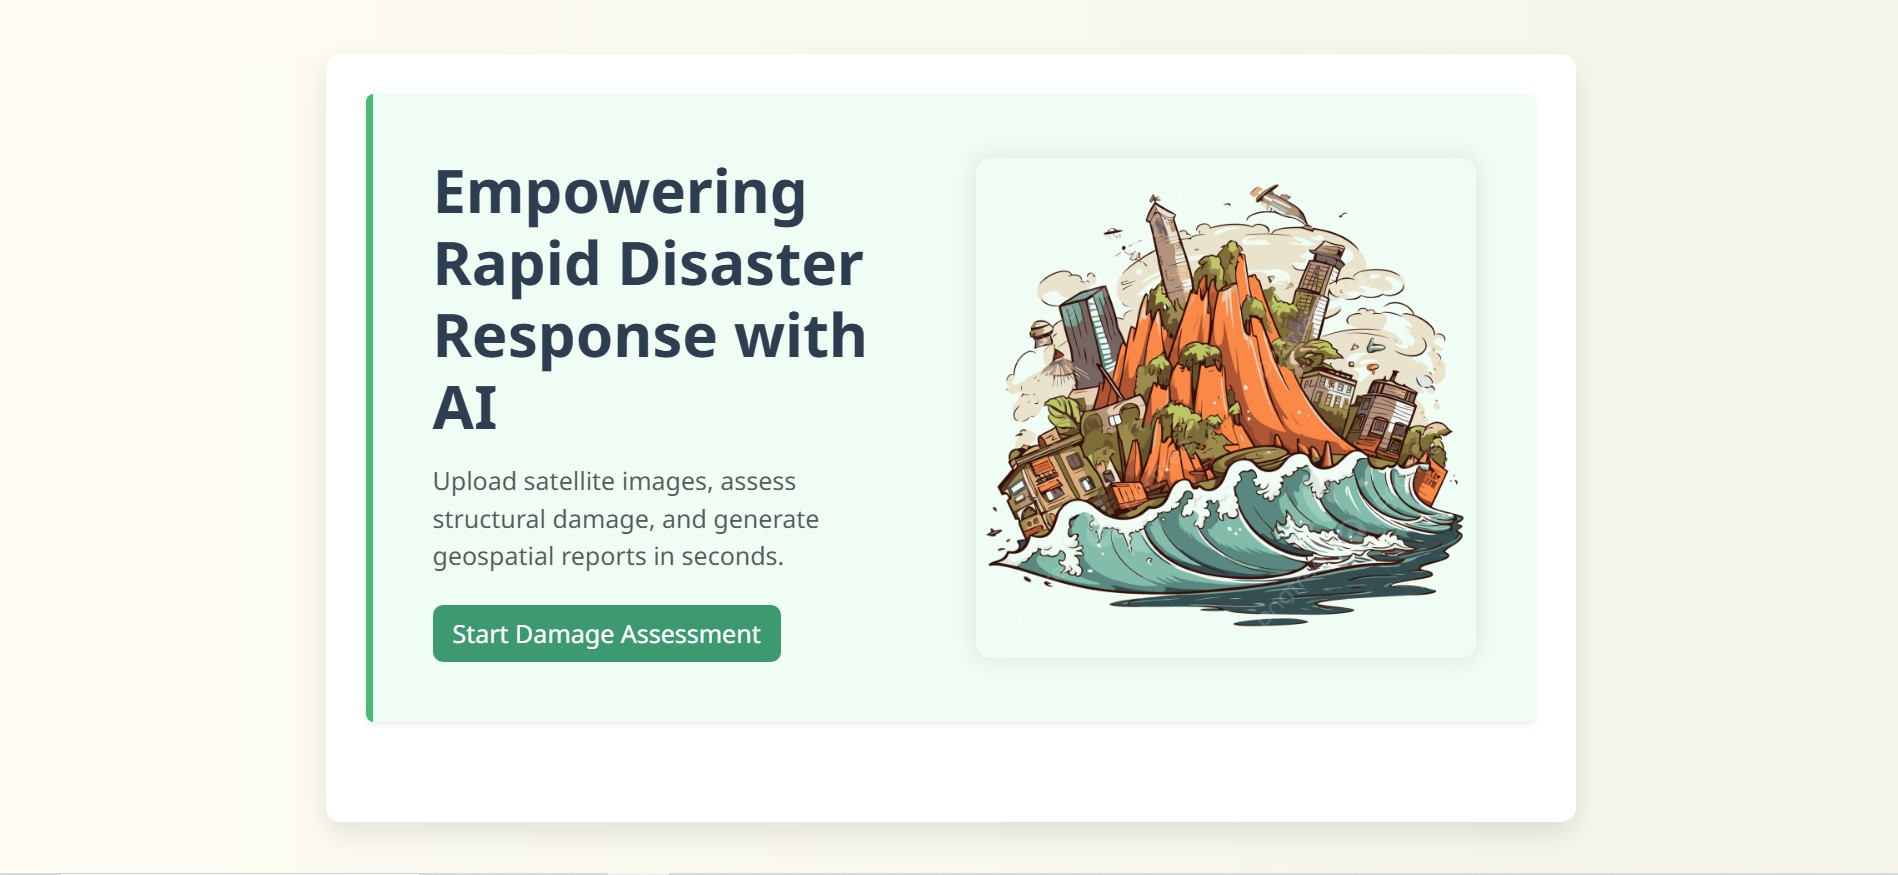 Empowering
Rapid Disaster
Response with
AI
Upload satellite images, assess
structural damage, and generate
geospatial reports in seconds.
Start Damage Assessment